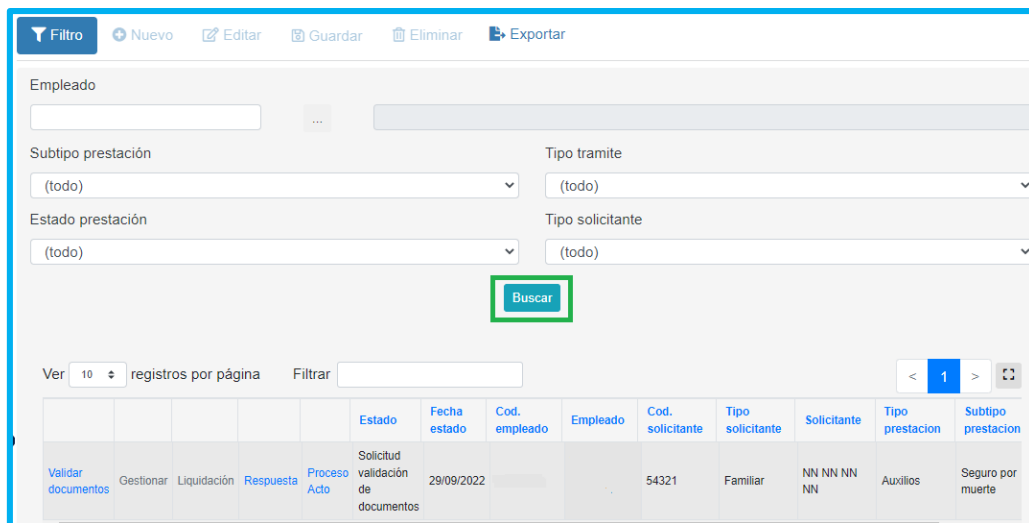 Filtro Nuevo Editar Guardar Eliminar Exportar
Empleado
...
Subtipo prestación Tipo tramite
(todo) (todo)
Estado prestación Tipo solicitante
(todo) (todo)
Buscar
Ver 10 registros por página Filtrar < 1 >
Estado Fecha estado Cod. empleado Empleado Cod. solicitante Tipo solicitante Solicitante Tipo prestacion Subtipo prestacion
Validar documentos Gestionar Liquidación Respuesta Proceso Acto Solicitud validación de documentos 29/09/2022 54321 Familiar NN NN NN NN Auxilios Seguro por muerte